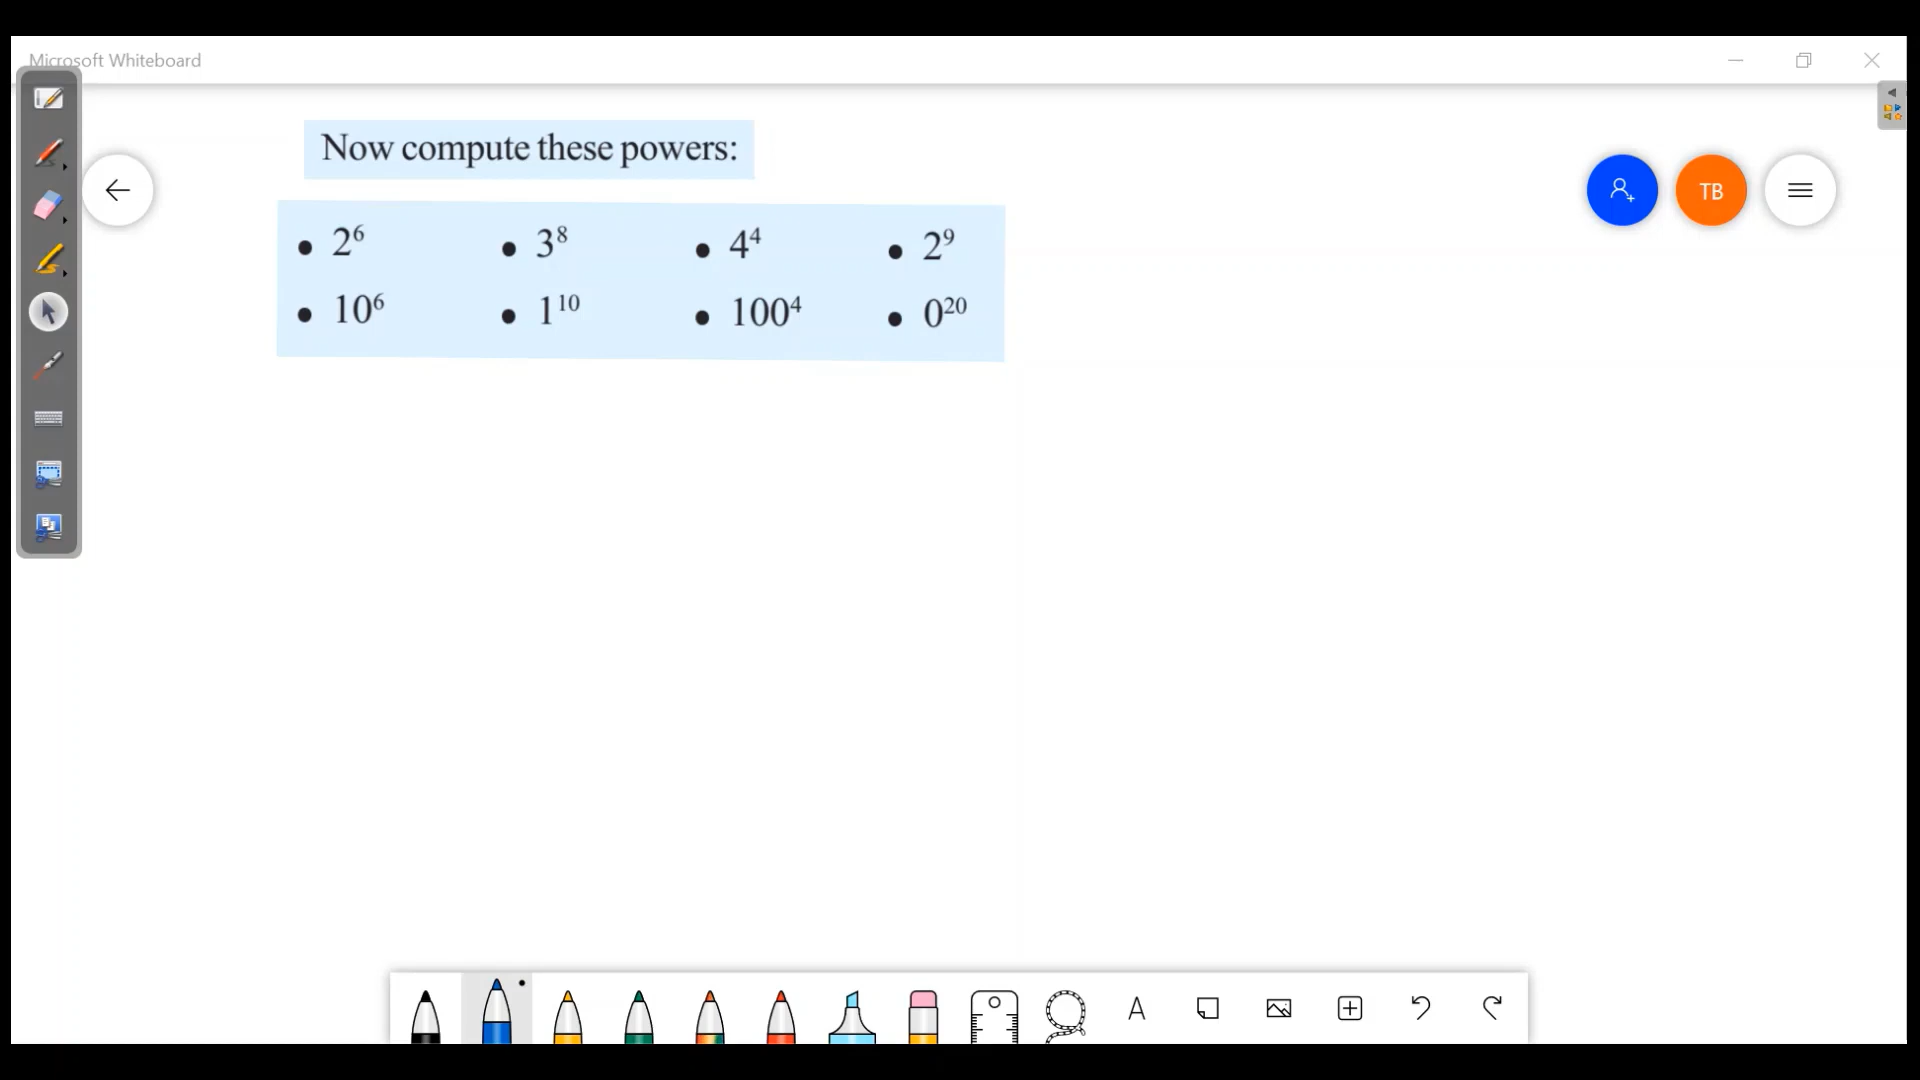 Microsoft Whiteboard
Now compute these powers:
• 2⁶ • 3⁸ • 4⁴ • 2⁹
• 10⁶ • 1¹⁰ • 100⁴ • 0²⁰
TB
A